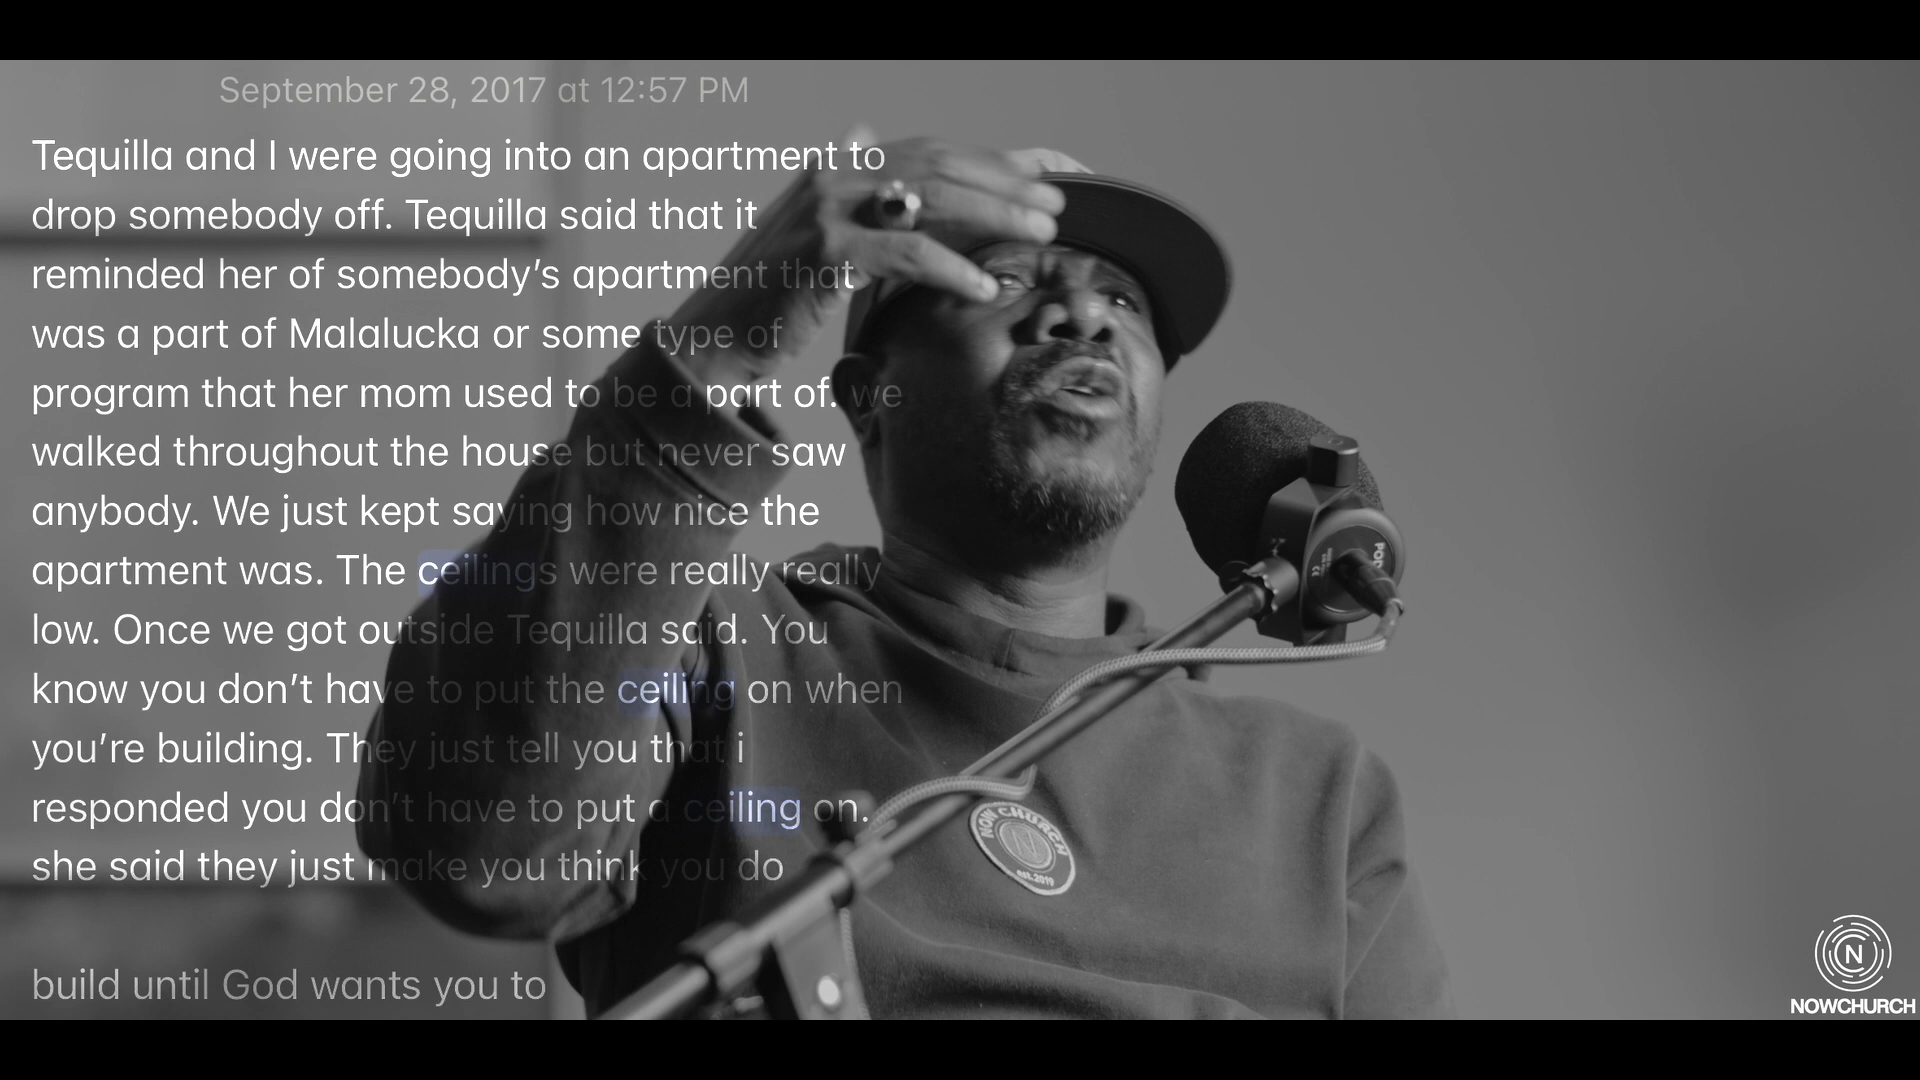 September 28, 2017 at 12:57 PM
Tequilla and I were going into an apartment to
drop somebody off. Tequilla said that it
reminded her of somebody’s apartment that
was a part of Malalucka or some type of
program that her mom used to be a part of. we
walked throughout the house but never saw
anybody. We just kept saying how nice the
apartment was. The ceilings were really really
low. Once we got outside Tequilla said. You
know you don’t have to put the ceiling on when
you’re building. They just tell you that i
responded you don’t have to put a ceiling on.
she said they just make you think you do
build until God wants you to
NOW CHURCH
N
est.2019
POD
N
NOWCHURCH